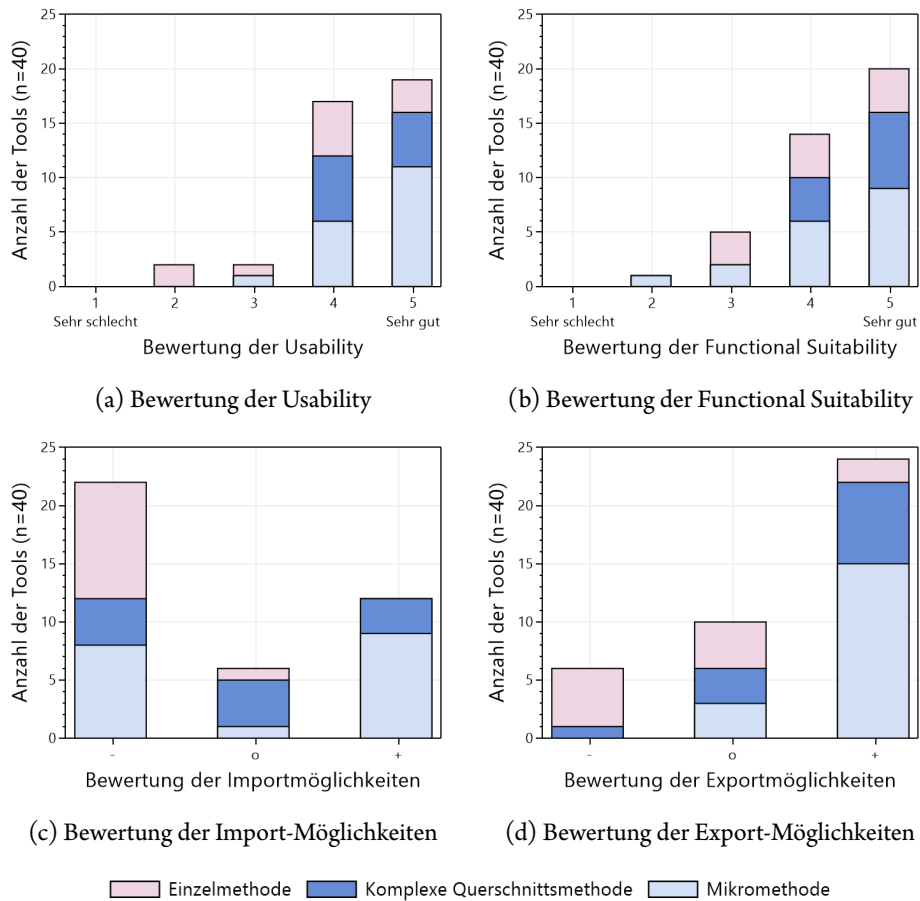 25
20
15
10
5
0
Anzahl der Tools (n=40)
1 2 3 4 5
Sehr schlecht Sehr gut
Bewertung der Usability
(a) Bewertung der Usability
25
20
15
10
5
0
Anzahl der Tools (n=40)
1 2 3 4 5
Sehr schlecht Sehr gut
Bewertung der Functional Suitability
(b) Bewertung der Functional Suitability
25
20
15
10
5
0
Anzahl der Tools (n=40)
- o +
Bewertung der Importmöglichkeiten
(c) Bewertung der Import-Möglichkeiten
25
20
15
10
5
0
Anzahl der Tools (n=40)
- o +
Bewertung der Exportmöglichkeiten
(d) Bewertung der Export-Möglichkeiten
Einzelmethode Komplexe Querschnittsmethode Mikromethode